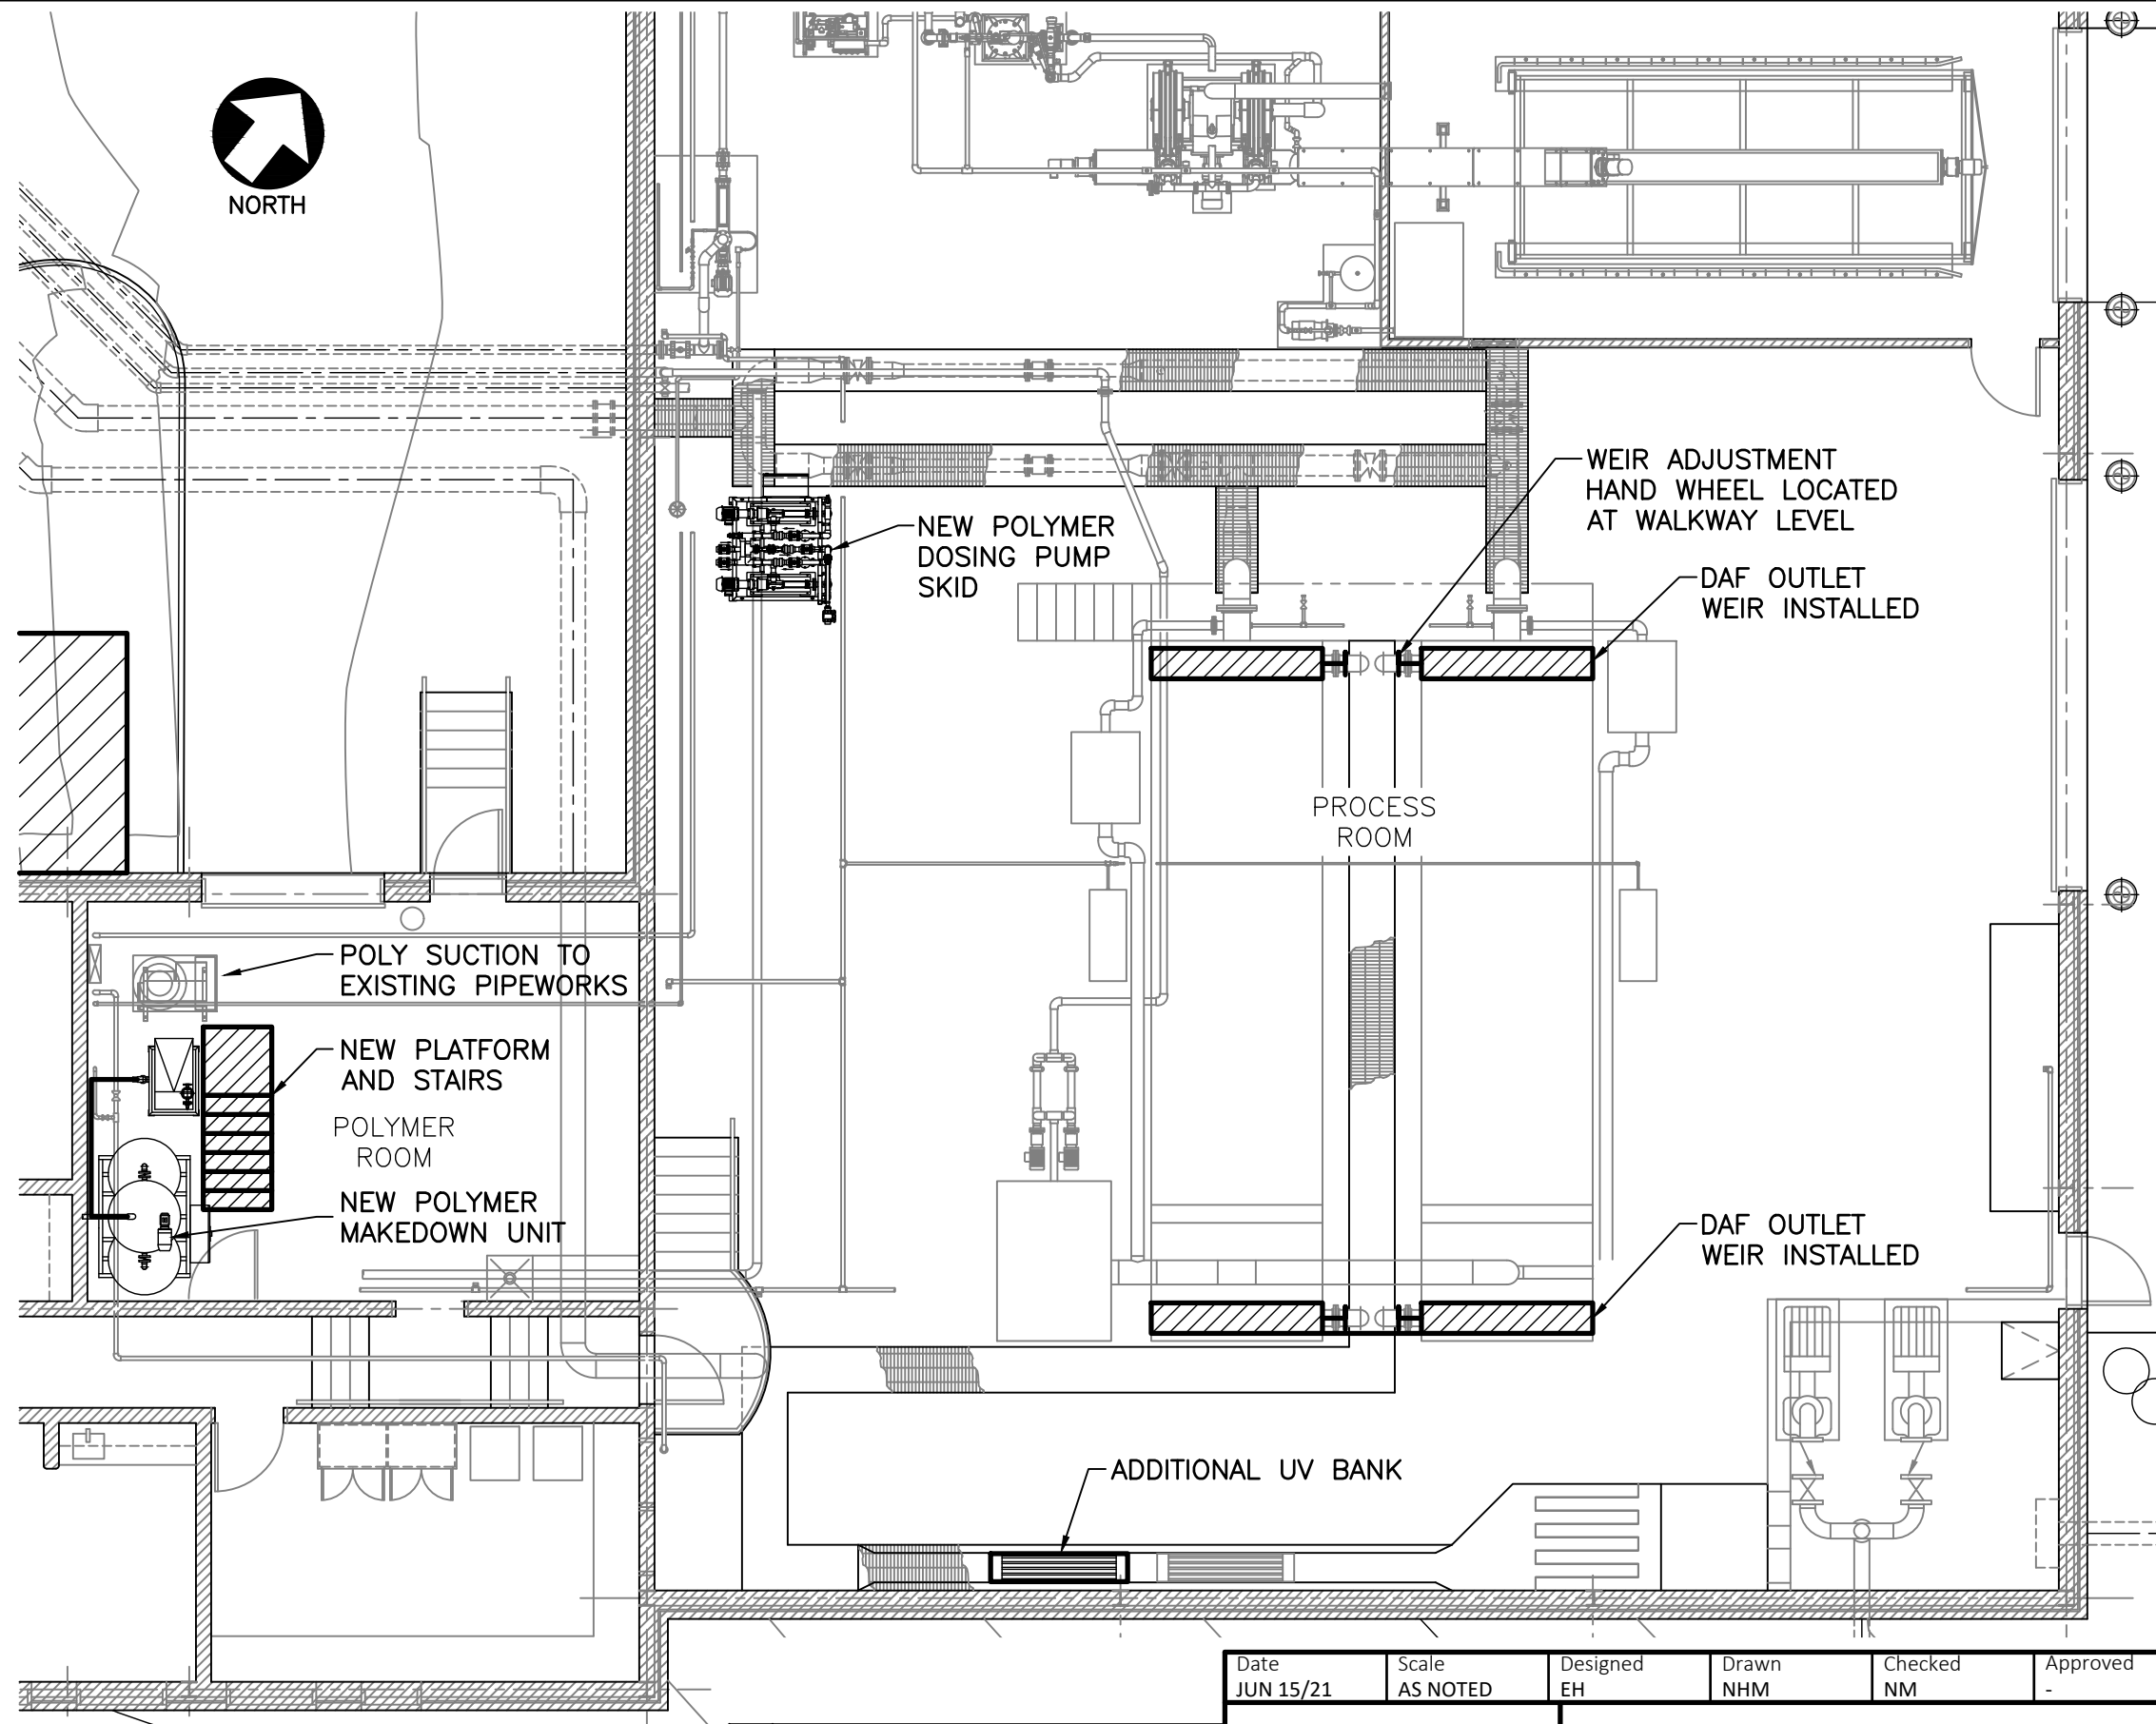 NORTH
WEIR ADJUSTMENT
HAND WHEEL LOCATED
AT WALKWAY LEVEL
NEW POLYMER
DOSING PUMP
SKID
DAF OUTLET
WEIR INSTALLED
PROCESS
ROOM
POLY SUCTION TO
EXISTING PIPEWORKS
NEW PLATFORM
AND STAIRS
POLYMER
ROOM
NEW POLYMER
MAKEDOWN UNIT
DAF OUTLET
WEIR INSTALLED
ADDITIONAL UV BANK
Date Scale Designed Drawn Checked Approved
JUN 15/21 AS NOTED EH NHM NM -